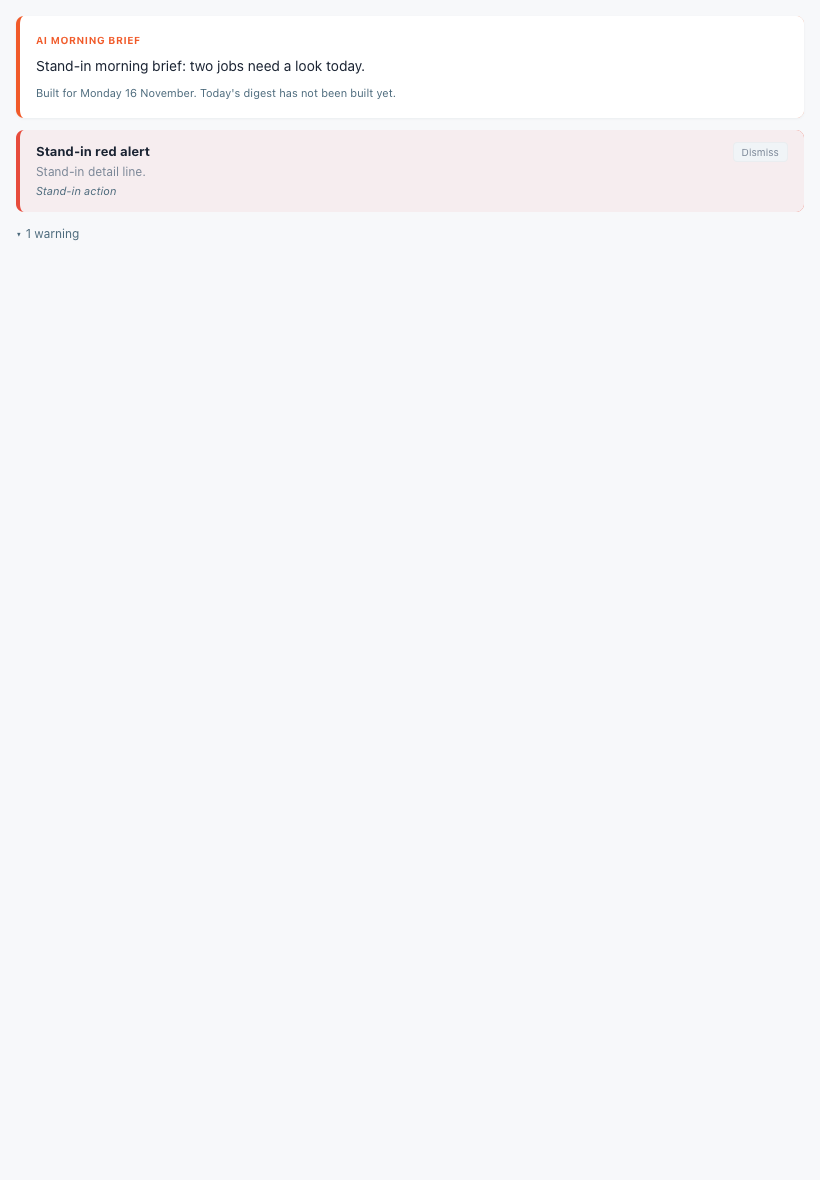 AI MORNING BRIEF
Stand-in morning brief: two jobs need a look today.
Built for Monday 16 November. Today's digest has not been built yet.
Stand-in red alert
Dismiss
Stand-in detail line.
Stand-in action
1 warning